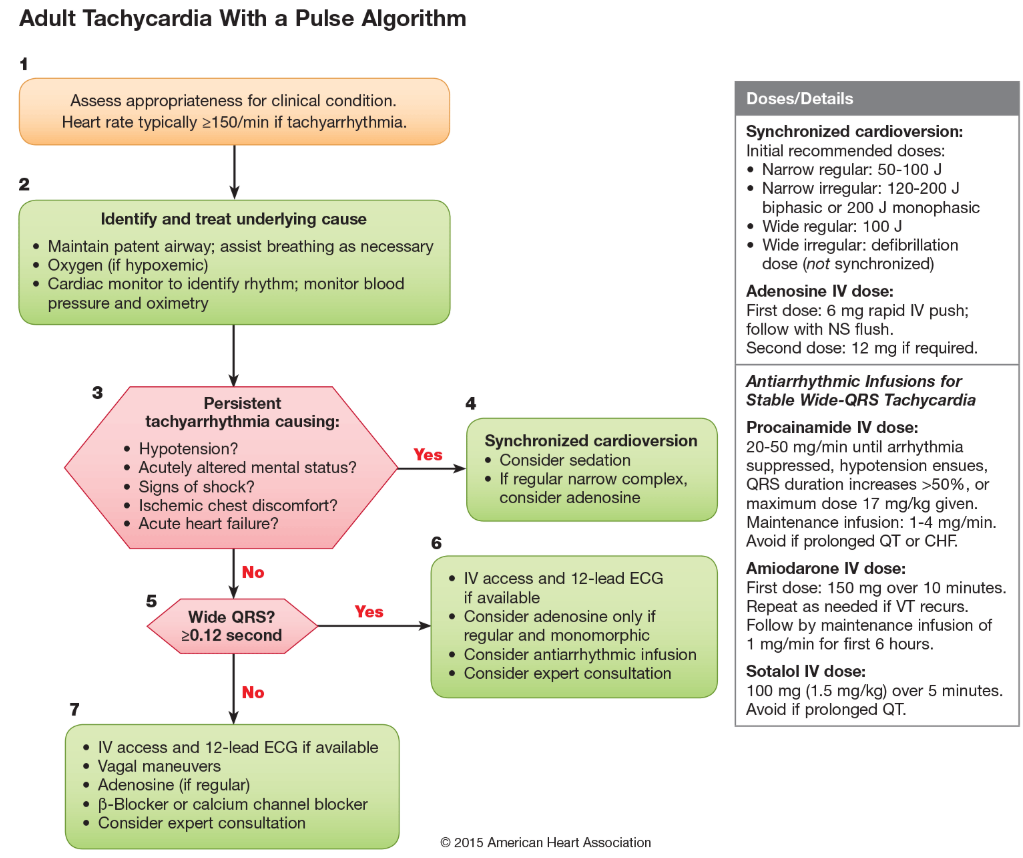 Adult Tachycardia With a Pulse Algorithm
1
Assess appropriateness for clinical condition.
Heart rate typically ≥150/min if tachyarrhythmia.
2
Identify and treat underlying cause
• Maintain patent airway; assist breathing as necessary
• Oxygen (if hypoxemic)
• Cardiac monitor to identify rhythm; monitor blood
pressure and oximetry
3
Persistent
tachyarrhythmia causing:
• Hypotension?
• Acutely altered mental status?
• Signs of shock?
• Ischemic chest discomfort?
• Acute heart failure?
Yes
4
Synchronized cardioversion
• Consider sedation
• If regular narrow complex,
consider adenosine
No
5
Wide QRS?
≥0.12 second
Yes
6
• IV access and 12-lead ECG
if available
• Consider adenosine only if
regular and monomorphic
• Consider antiarrhythmic infusion
• Consider expert consultation
No
7
• IV access and 12-lead ECG if available
• Vagal maneuvers
• Adenosine (if regular)
• β-Blocker or calcium channel blocker
• Consider expert consultation
Doses/Details
Synchronized cardioversion:
Initial recommended doses:
• Narrow regular: 50-100 J
• Narrow irregular: 120-200 J
biphasic or 200 J monophasic
• Wide regular: 100 J
• Wide irregular: defibrillation
dose (not synchronized)
Adenosine IV dose:
First dose: 6 mg rapid IV push;
follow with NS flush.
Second dose: 12 mg if required.
Antiarrhythmic Infusions for
Stable Wide-QRS Tachycardia
Procainamide IV dose:
20-50 mg/min until arrhythmia
suppressed, hypotension ensues,
QRS duration increases >50%, or
maximum dose 17 mg/kg given.
Maintenance infusion: 1-4 mg/min.
Avoid if prolonged QT or CHF.
Amiodarone IV dose:
First dose: 150 mg over 10 minutes.
Repeat as needed if VT recurs.
Follow by maintenance infusion of
1 mg/min for first 6 hours.
Sotalol IV dose:
100 mg (1.5 mg/kg) over 5 minutes.
Avoid if prolonged QT.
© 2015 American Heart Association